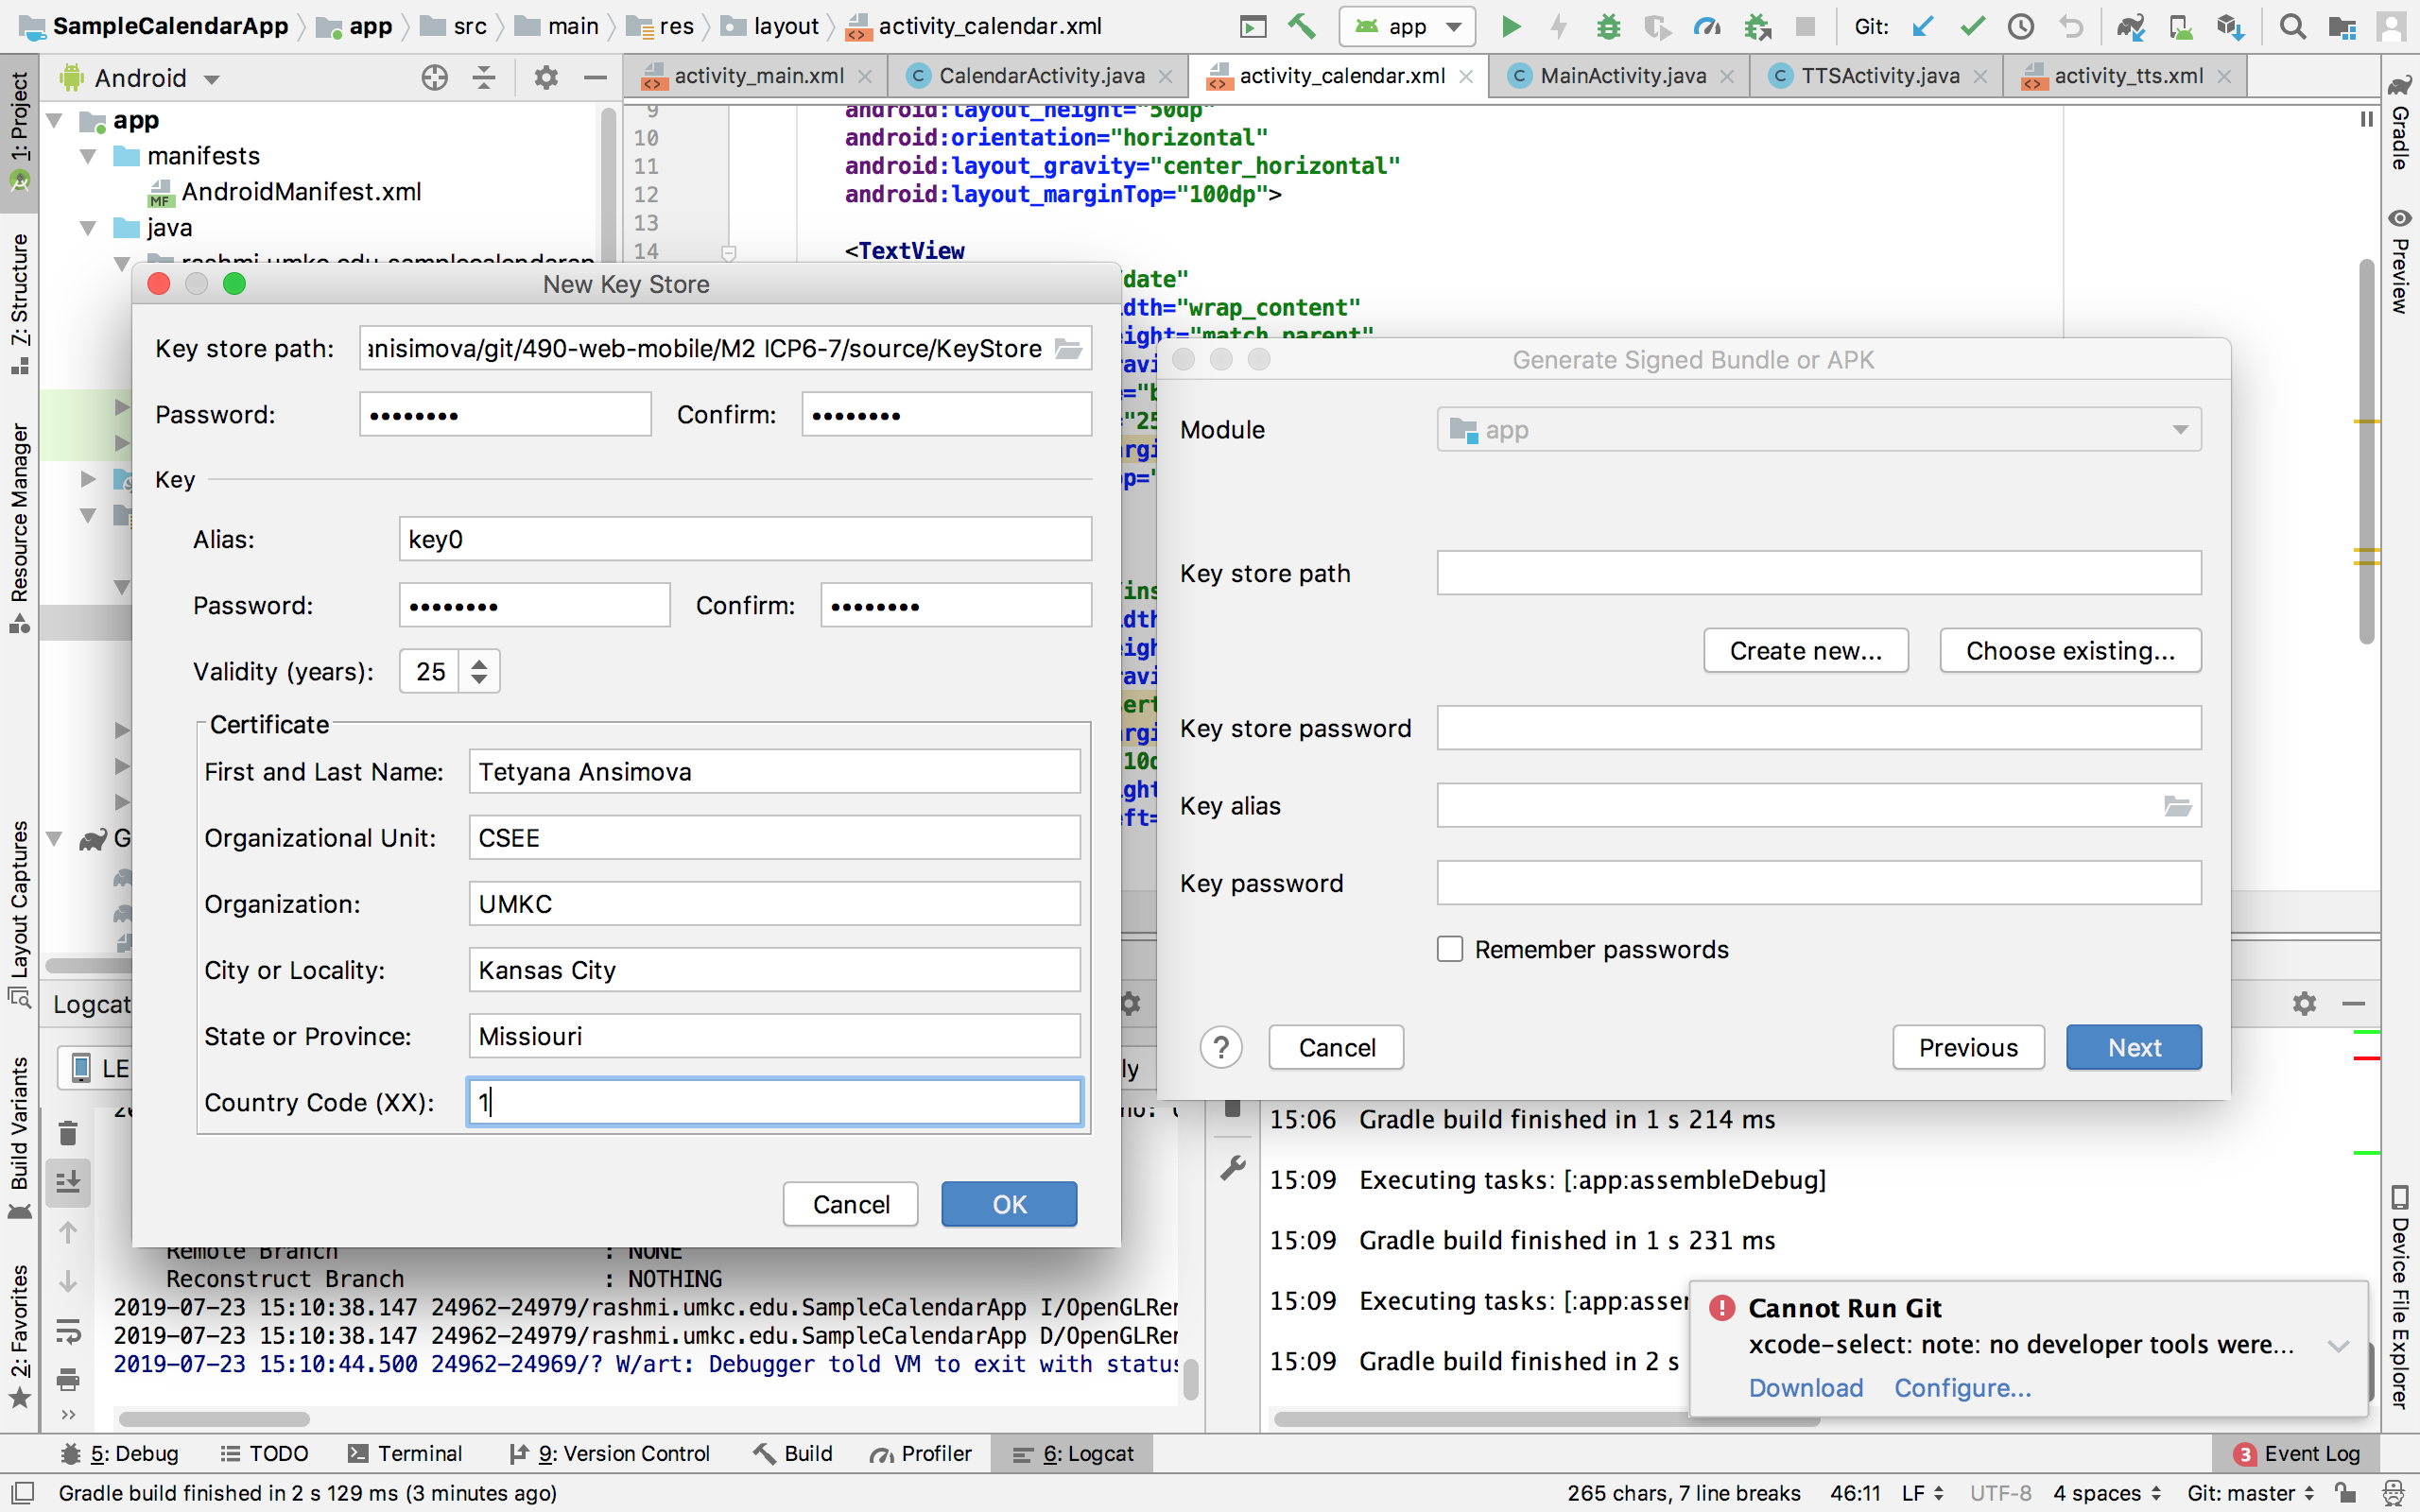 SampleCalendarApp app src main res layout activity_calendar.xml app Git:
Android activity_main.xml CalendarActivity.java activity_calendar.xml MainActivity.java TTSActivity.java activity_tts.xml
1: Project
Z: Structure
Resource Manager
Layout Captures
Build Variants
2: Favorites
Gradle
Preview
Device File Explorer
app
manifests
AndroidManifest.xml
java
rashmi.umkc.edu.samplecalendarap
9 android:layout_height="50dp"
10 android:orientation="horizontal"
11 android:layout_gravity="center_horizontal"
12 android:layout_marginTop="100dp">
13
14 <TextView
date"
dth="wrap_content"
ight="match_parent"
New Key Store
Key store path: anisimova/git/490-web-mobile/M2 ICP6-7/source/KeyStore
Password: •••••••• Confirm: ••••••••
Key
Alias: key0
Password: •••••••• Confirm: ••••••••
Validity (years): 25
Certificate
First and Last Name: Tetyana Ansimova
Organizational Unit: CSEE
Organization: UMKC
City or Locality: Kansas City
State or Province: Missiouri
Country Code (XX): 1
Cancel OK
Generate Signed Bundle or APK
Module app
Key store path
Create new... Choose existing...
Key store password
Key alias
Key password
Remember passwords
? Cancel Previous Next
Logcat
LE
Remote Branch : NONE
Reconstruct Branch : NOTHING
2019-07-23 15:10:38.147 24962-24979/rashmi.umkc.edu.SampleCalendarApp I/OpenGLRer
2019-07-23 15:10:38.147 24962-24979/rashmi.umkc.edu.SampleCalendarApp D/OpenGLRer
2019-07-23 15:10:44.500 24962-24969/? W/art: Debugger told VM to exit with status
15:06 Gradle build finished in 1 s 214 ms
15:09 Executing tasks: [:app:assembleDebug]
15:09 Gradle build finished in 1 s 231 ms
15:09 Executing tasks: [:app:asser
15:09 Gradle build finished in 2 s
Cannot Run Git
xcode-select: note: no developer tools were...
Download Configure...
5: Debug TODO Terminal 9: Version Control Build Profiler 6: Logcat 3 Event Log
Gradle build finished in 2 s 129 ms (3 minutes ago) 265 chars, 7 line breaks 46:11 LF UTF-8 4 spaces Git: master